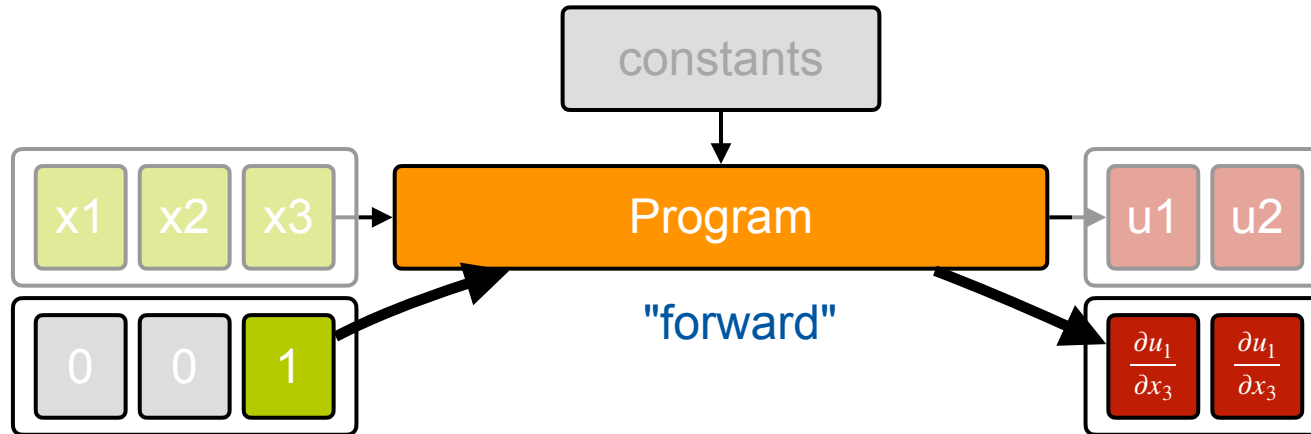 constants
x1 x2 x3
Program
u1 u2
"forward"
0 0 1
∂u₁/∂x₃ ∂u₁/∂x₃